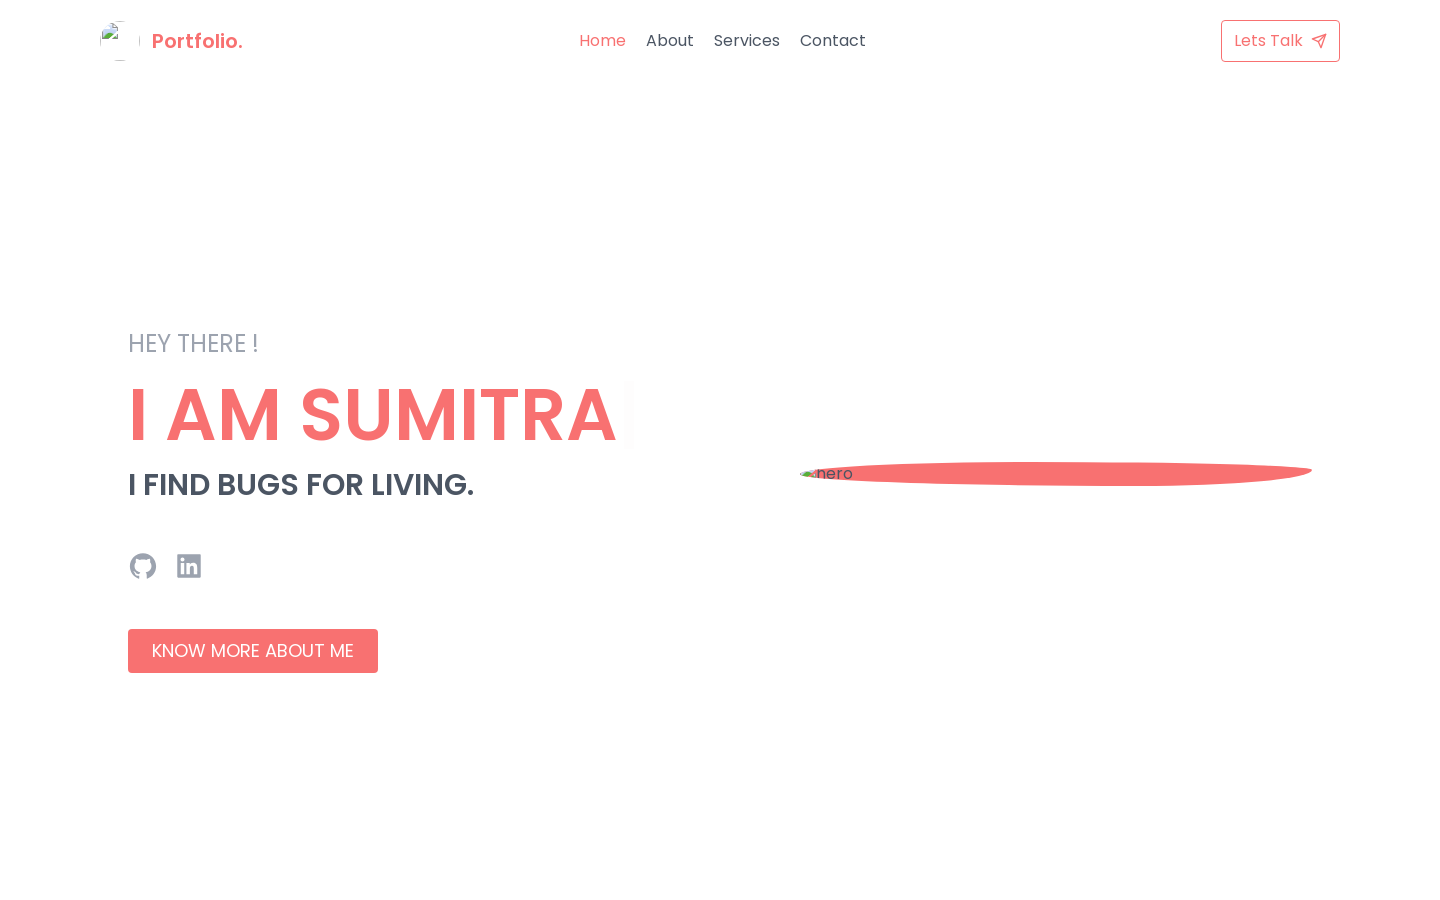 Portfolio.
Home About Services Contact
Lets Talk
HEY THERE !
I AM SUMITRA
I FIND BUGS FOR LIVING.
hero
KNOW MORE ABOUT ME